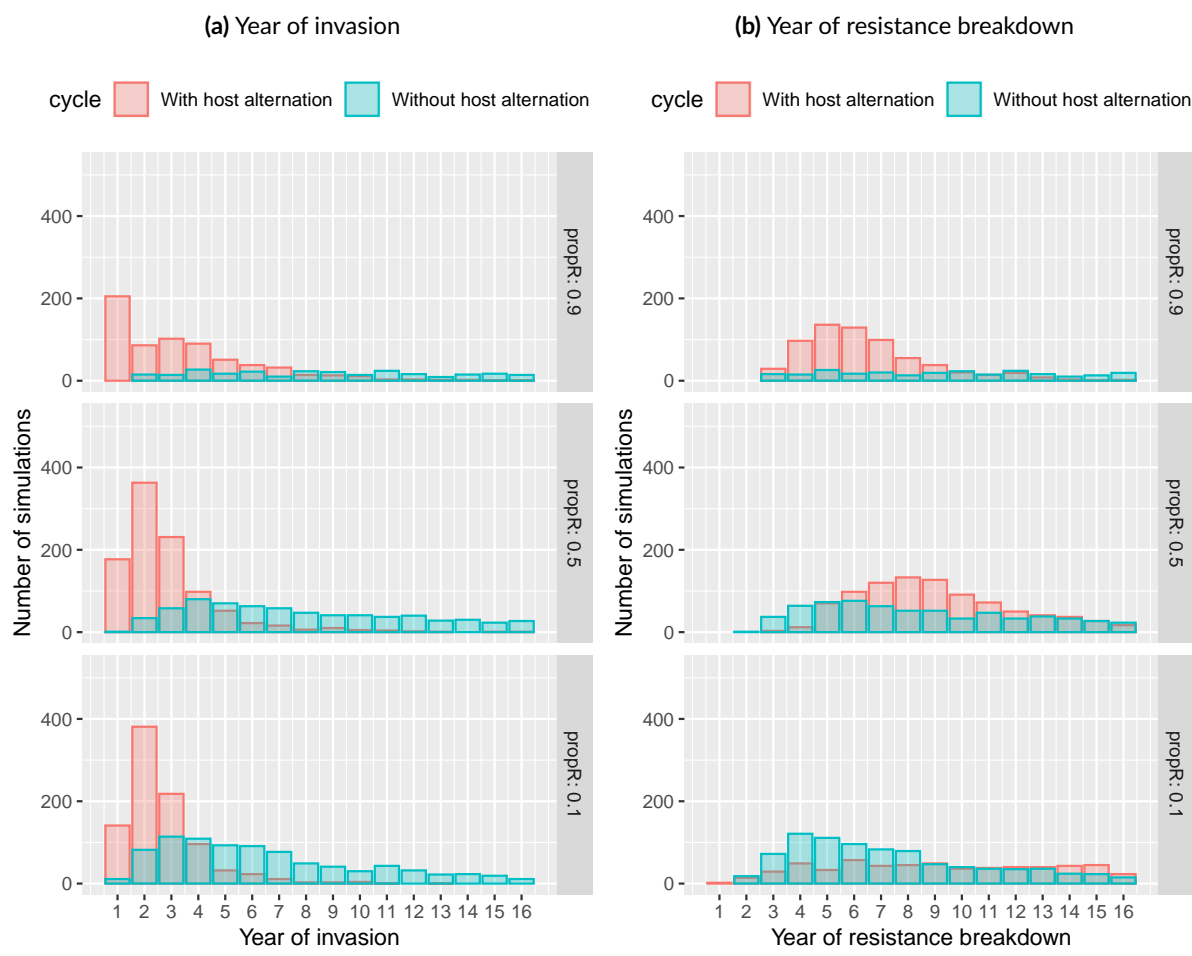 (a) Year of invasion
cycle With host alternation Without host alternation
Number of simulations
400
200
0
propR: 0.9
400
200
0
propR: 0.5
400
200
0
propR: 0.1
1 2 3 4 5 6 7 8 9 10 11 12 13 14 15 16
Year of invasion
(b) Year of resistance breakdown
cycle With host alternation Without host alternation
Number of simulations
400
200
0
propR: 0.9
400
200
0
propR: 0.5
400
200
0
propR: 0.1
1 2 3 4 5 6 7 8 9 10 11 12 13 14 15 16
Year of resistance breakdown